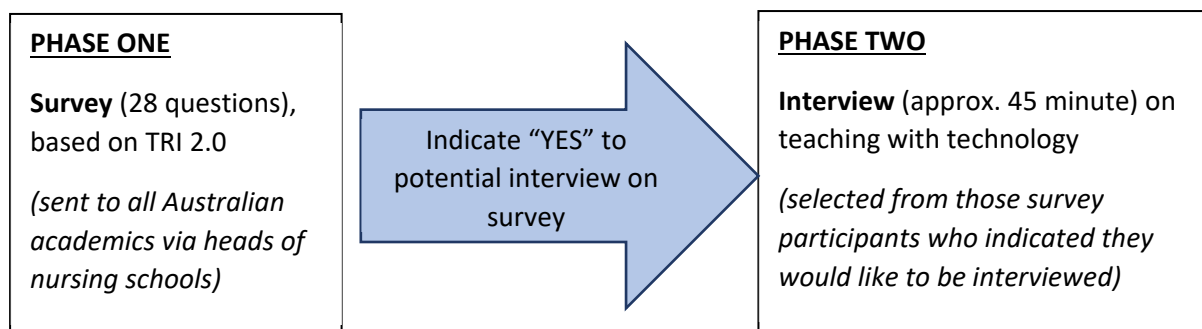 PHASE ONE
Survey (28 questions),
based on TRI 2.0
(sent to all Australian
academics via heads of
nursing schools)
Indicate “YES” to
potential interview on
survey
PHASE TWO
Interview (approx. 45 minute) on
teaching with technology
(selected from those survey
participants who indicated they
would like to be interviewed)